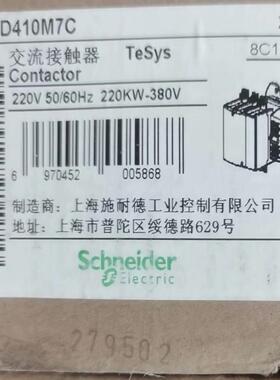 D410M7C
交流接触器 TeSys
8C1
Contactor
220V 50/60Hz 220KW-380V
6 970452 005868
制造商：上海施耐德工业控制有限公司
地址：上海市普陀区绥德路629号
Schneider
Electric
279502